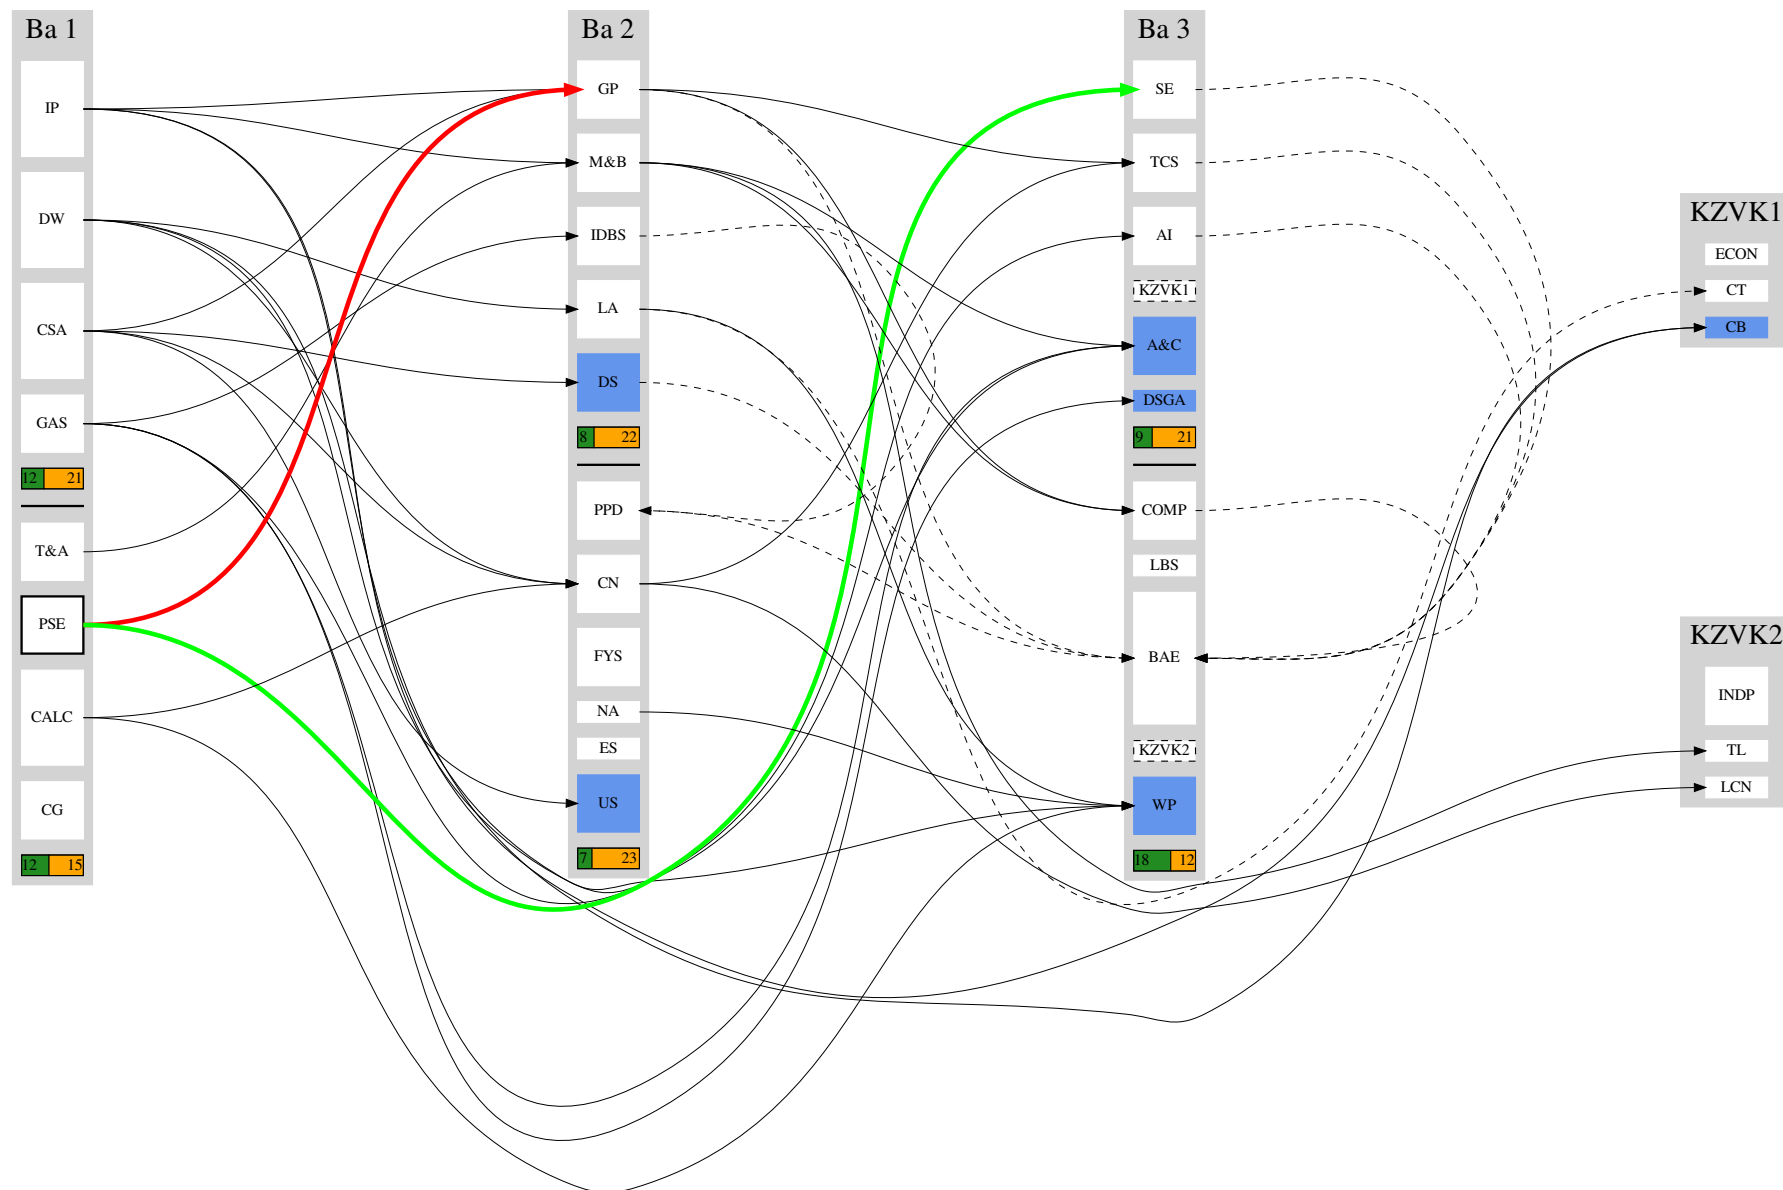 Ba 1
IP
DW
CSA
GAS
12 21
T&A
PSE
CALC
CG
12 15
Ba 2
GP
M&B
IDBS
LA
DS
8 22
PPD
CN
FYS
NA
ES
US
7 23
Ba 3
SE
TCS
AI
KZVK1
A&C
DSGA
9 21
COMP
LBS
BAE
KZVK2
WP
18 12
KZVK1
ECON
CT
CB
KZVK2
INDP
TL
LCN